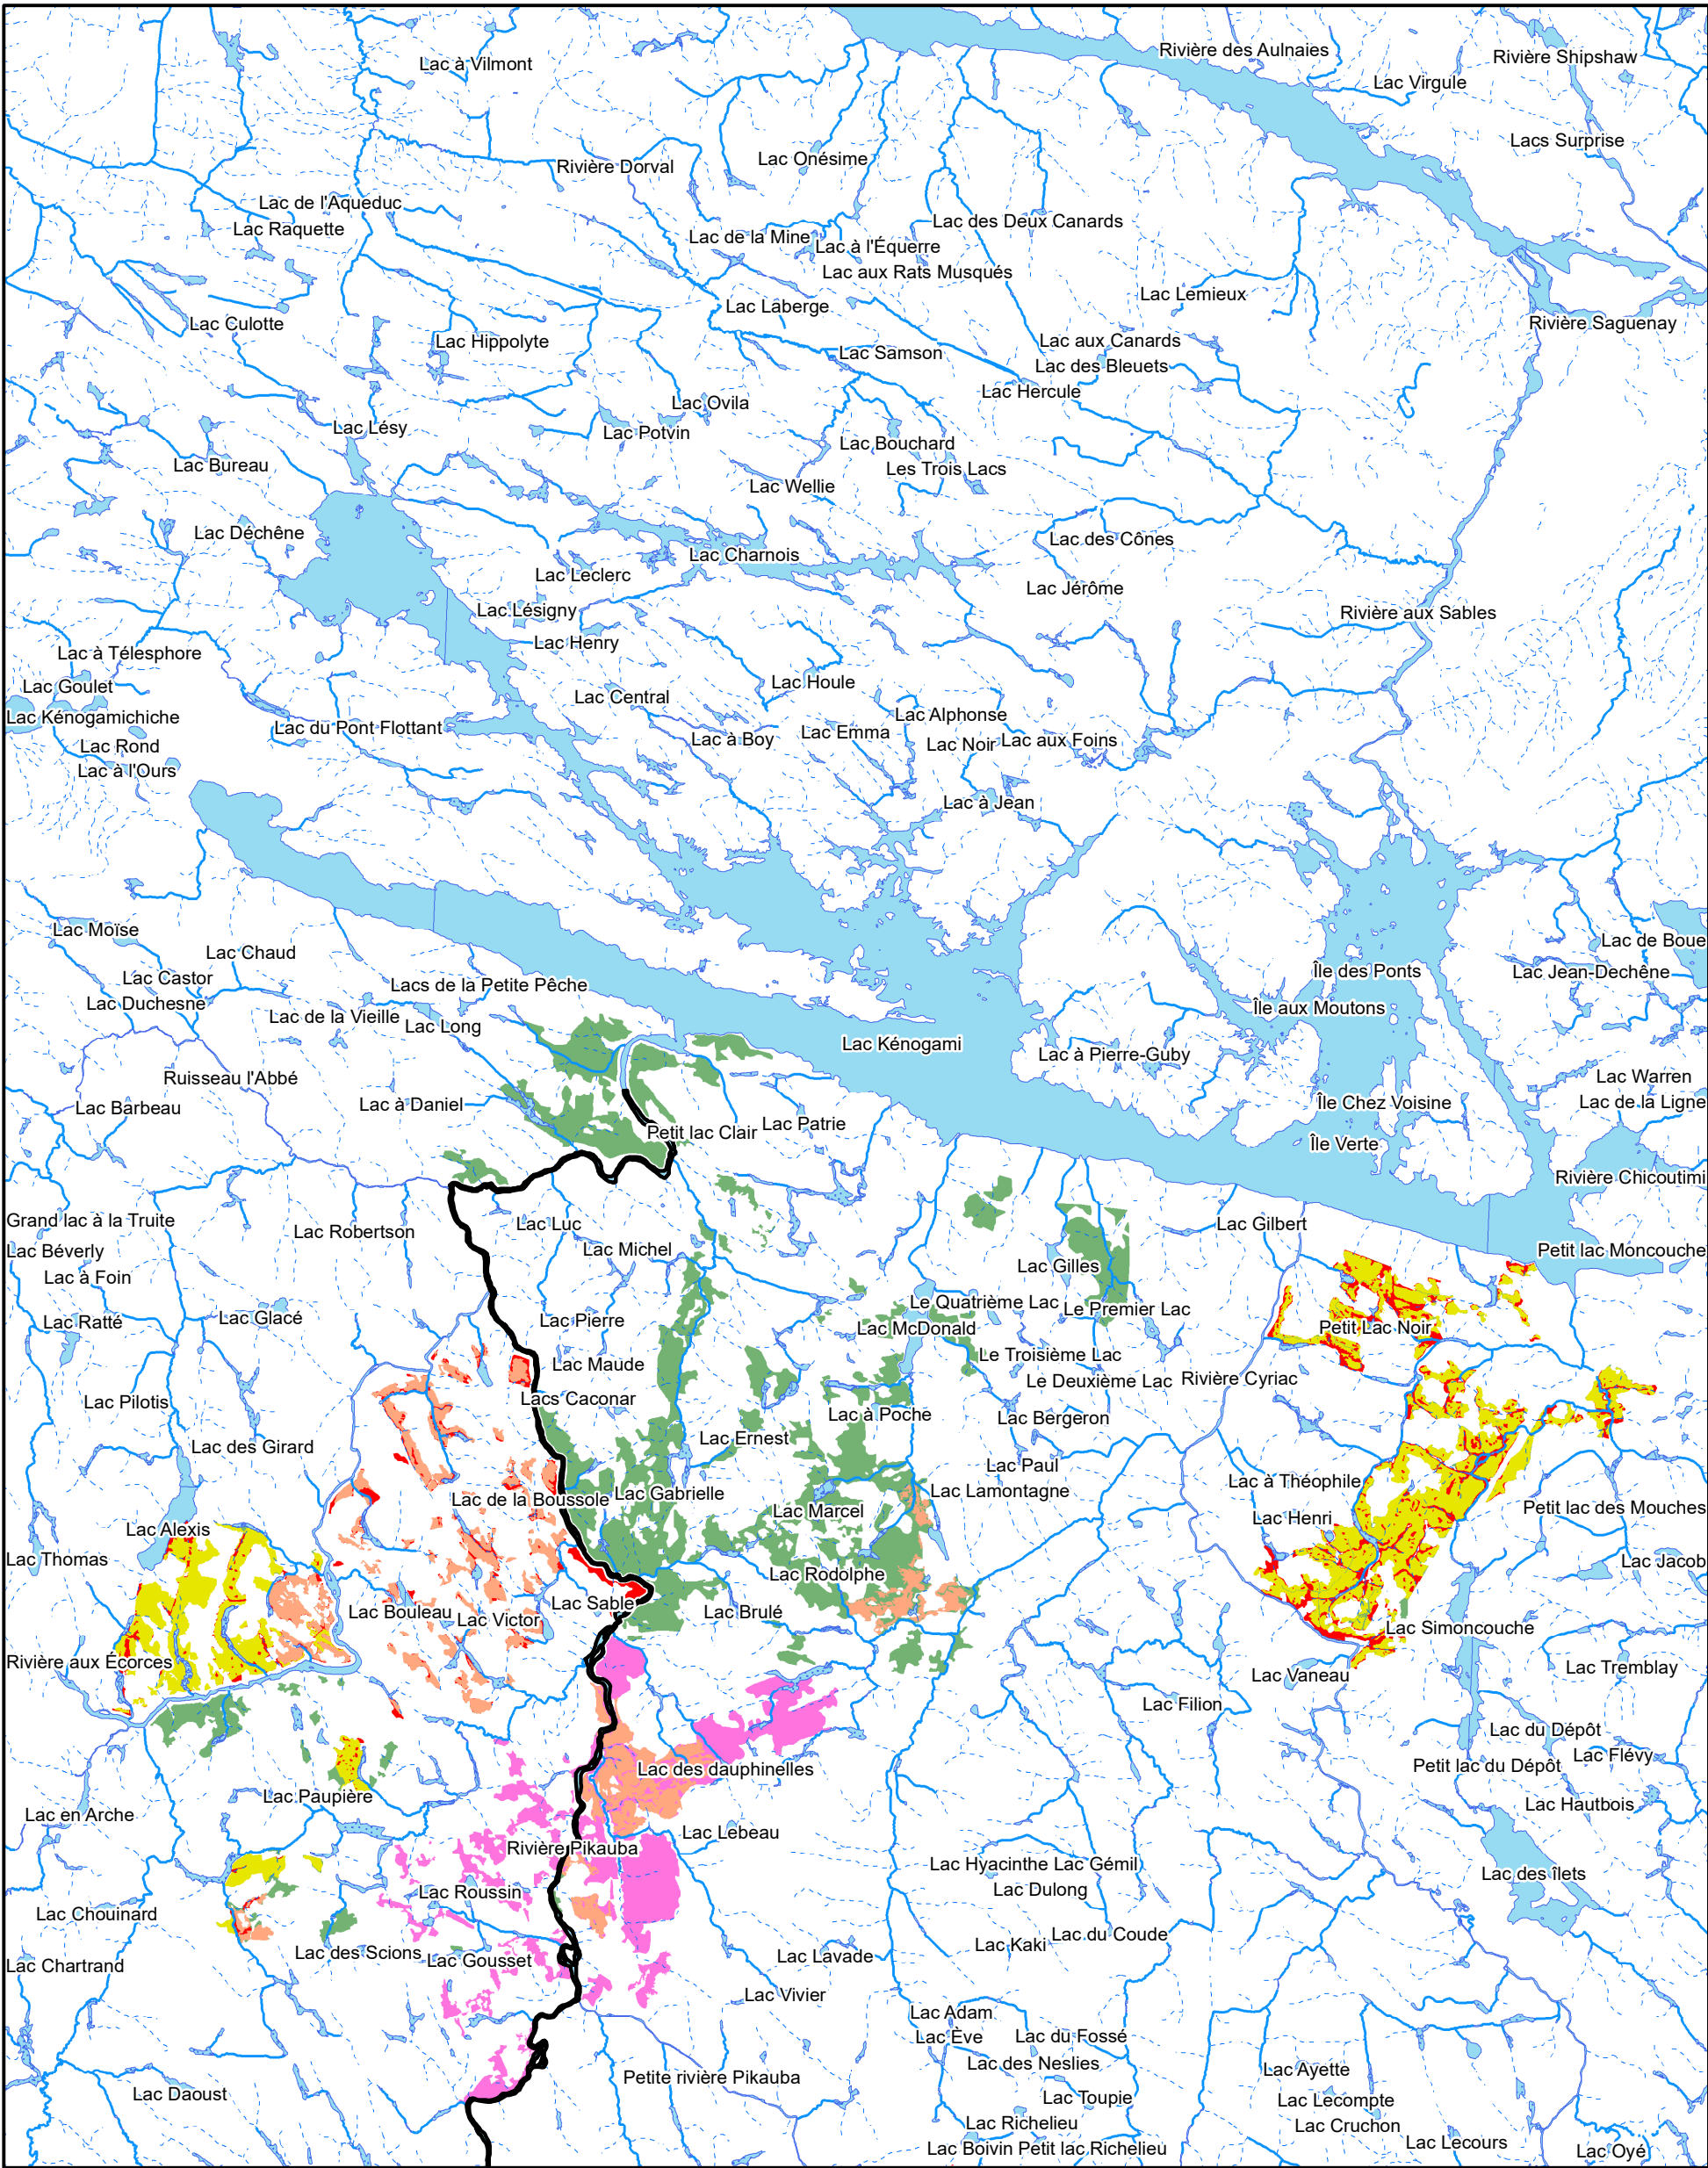 Rivière des Aulnaies
Rivière Shipshaw
Lac à Vilmont
Lac Virgule
Lacs Surprise
Lac Onésime
Rivière Dorval
Lac de l'Aqueduc
Lac des Deux Canards
Lac Raquette
Lac de la Mine
Lac à l'Équerre
Lac aux Rats Musqués
Lac Lemieux
Lac Laberge
Lac Culotte
Rivière Saguenay
Lac Hippolyte
Lac aux Canards
Lac Samson
Lac des Bleuets
Lac Hercule
Lac Ovila
Lac Lésy
Lac Potvin
Lac Bouchard
Lac Bureau
Les Trois Lacs
Lac Wellie
Lac Déchêne
Lac des Cônes
Lac Charnois
Lac Leclerc
Lac Jérôme
Lac Lésigny
Rivière aux Sables
Lac Henry
Lac à Télesphore
Lac Houle
Lac Goulet
Lac Central
Lac Kénogamichiche
Lac Alphonse
Lac du Pont Flottant
Lac Emma
Lac à Boy
Lac Noir
Lac aux Foins
Lac Rond
Lac à l'Ours
Lac à Jean
Lac Moïse
Lac de Boue
Lac Chaud
Île des Ponts
Lac Jean-Dechêne
Lac Castor
Lacs de la Petite Pêche
Lac Duchesne
Île aux Moutons
Lac de la Vieille
Lac Long
Lac Kénogami
Lac à Pierre-Guby
Ruisseau l'Abbé
Lac Warren
Lac Barbeau
Lac à Daniel
Île Chez Voisine
Lac de la Ligne
Petit lac Clair
Lac Patrie
Île Verte
Rivière Chicoutimi
Grand lac à la Truite
Lac Luc
Lac Gilbert
Lac Robertson
Lac Béverly
Lac Michel
Petit lac Moncouche
Lac à Foin
Lac Gilles
Lac Ratté
Lac Glacé
Le Quatrième Lac
Le Premier Lac
Lac Pierre
Lac McDonald
Petit Lac Noir
Lac Maude
Le Troisième Lac
Lac Pilotis
Lacs Caconar
Le Deuxième Lac
Rivière Cyriac
Lac à Poche
Lac Bergeron
Lac des Girard
Lac Ernest
Lac Paul
Lac à Théophile
Lac de la Boussole
Lac Gabrielle
Lac Lamontagne
Lac Marcel
Petit lac des Mouches
Lac Alexis
Lac Henri
Lac Thomas
Lac Jacob
Lac Rodolphe
Lac Bouleau
Lac Victor
Lac Sable
Lac Brulé
Lac Simoncouche
Rivière aux Écorces
Lac Vaneau
Lac Tremblay
Lac Filion
Lac du Dépôt
Lac des dauphinelles
Petit lac du Dépôt
Lac Flévy
Lac Paupière
Lac en Arche
Lac Hautbois
Lac Lebeau
Rivière Pikauba
Lac Hyacinthe
Lac Gémil
Lac des îlets
Lac Roussin
Lac Dulong
Lac Chouinard
Lac du Coude
Lac Kaki
Lac des Scions
Lac Gousset
Lac Lavade
Lac Chartrand
Lac Vivier
Lac Adam
Lac Ève
Lac du Fossé
Lac des Neslies
Lac Ayette
Petite rivière Pikauba
Lac Daoust
Lac Toupie
Lac Lecompte
Lac Richelieu
Lac Cruchon
Lac Boivin
Petit lac Richelieu
Lac Lecours
Lac Oyé